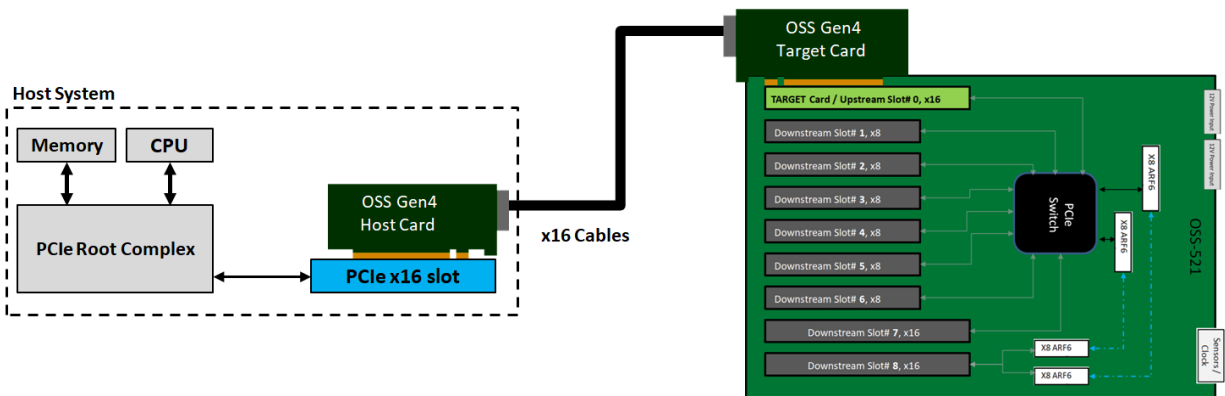 Host System
Memory
CPU
PCIe Root Complex
OSS Gen4
Host Card
PCIe x16 slot
x16 Cables
OSS Gen4
Target Card
TARGET Card / Upstream Slot# 0, x16
Downstream Slot# 1, x8
Downstream Slot# 2, x8
Downstream Slot# 3, x8
Downstream Slot# 4, x8
Downstream Slot# 5, x8
Downstream Slot# 6, x8
Downstream Slot# 7, x16
Downstream Slot# 8, x16
PCIe
Switch
X8 ARF6
X8 ARF6
X8 ARF6
X8 ARF6
12V Power Input
12V Power Input
OSS-521
Sensors /
Clock